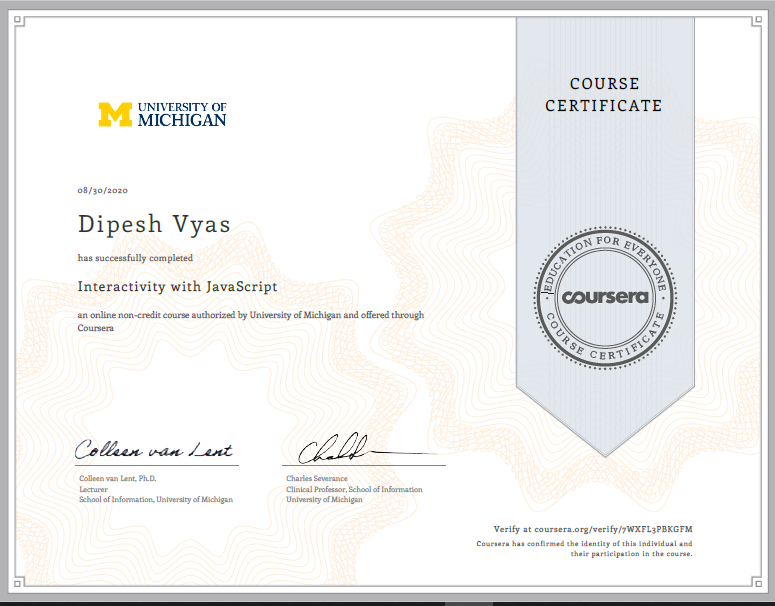 COURSE
CERTIFICATE
M UNIVERSITY OF
MICHIGAN
08/30/2020
Dipesh Vyas
has successfully completed
Interactivity with JavaScript
an online non-credit course authorized by University of Michigan and offered through
Coursera
EDUCATION FOR EVERYONE
coursera
COURSE CERTIFICATE
Colleen van Lent
Colleen van Lent, Ph.D.
Lecturer
School of Information, University of Michigan
Charles Severance
Clinical Professor, School of Information
University of Michigan
Verify at coursera.org/verify/7WXFL3PBKGFM
Coursera has confirmed the identity of this individual and
their participation in the course.